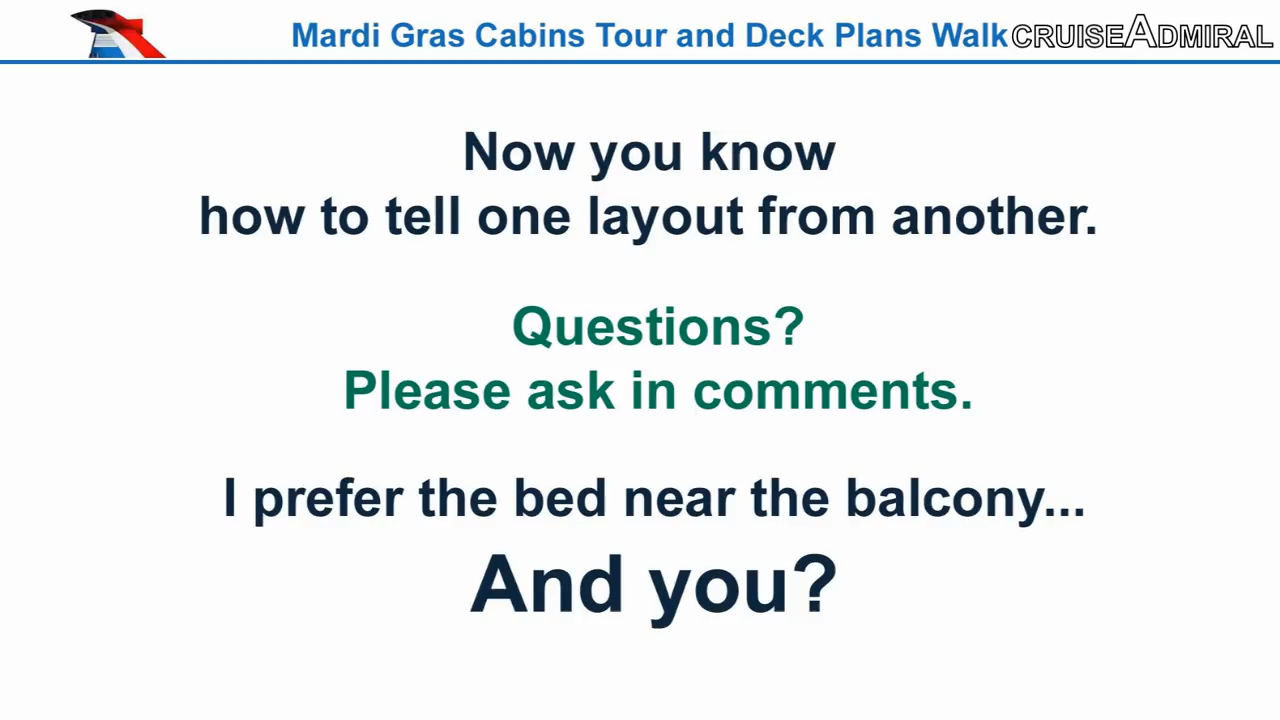 Mardi Gras Cabins Tour and Deck Plans Walk
CRUISEADMIRAL
Now you know
how to tell one layout from another.
Questions?
Please ask in comments.
I prefer the bed near the balcony...
And you?